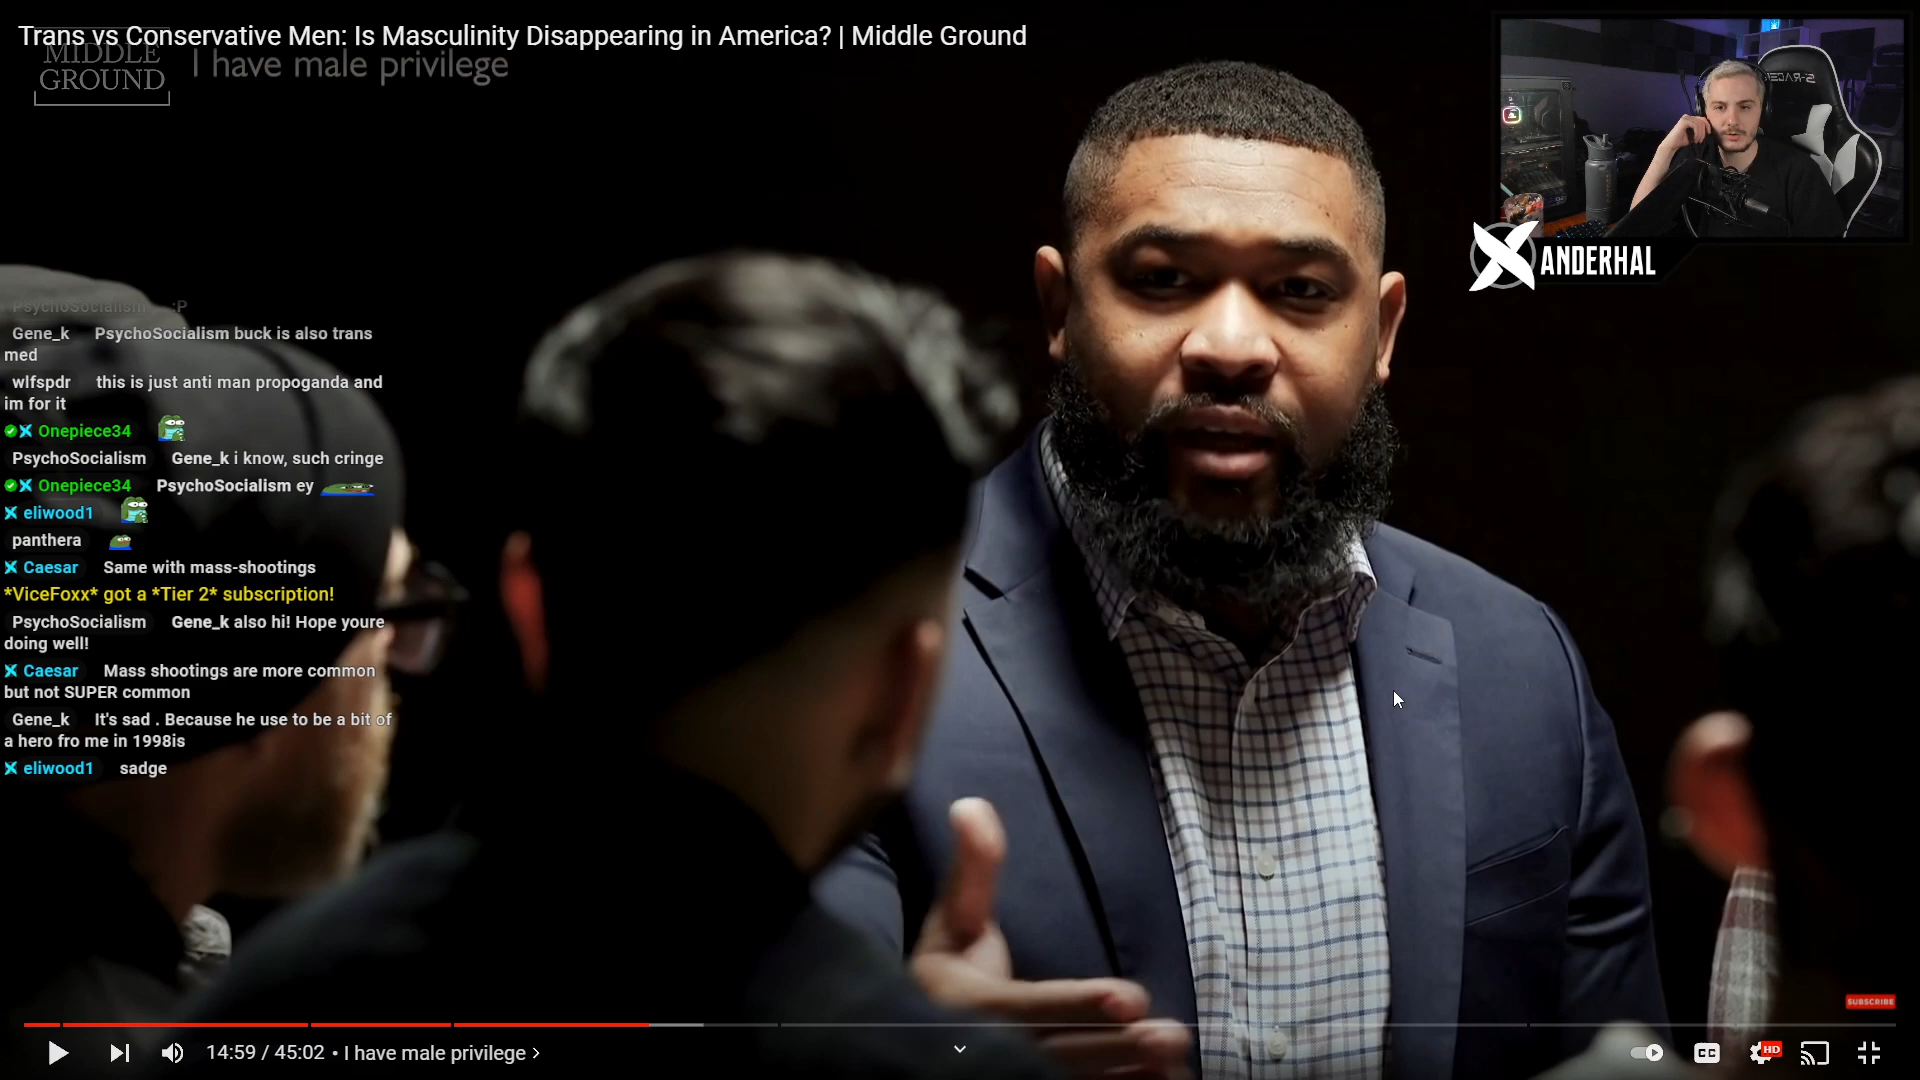 Trans vs Conservative Men: Is Masculinity Disappearing in America? | Middle Ground
MIDDLE
GROUND
I have male privilege
ANDERHAL
PsychoSocialism :P
Gene_k PsychoSocialism buck is also trans
med
wlfspdr this is just anti man propoganda and
im for it
Onepiece34
PsychoSocialism Gene_k i know, such cringe
Onepiece34 PsychoSocialism ey
eliwood1
panthera
Caesar Same with mass-shootings
*ViceFoxx* got a *Tier 2* subscription!
PsychoSocialism Gene_k also hi! Hope youre
doing well!
Caesar Mass shootings are more common
but not SUPER common
Gene_k It's sad . Because he use to be a bit of
a hero fro me in 1998is
eliwood1 sadge
SUBSCRIBE
14:59 / 45:02 • I have male privilege >
CC
HD